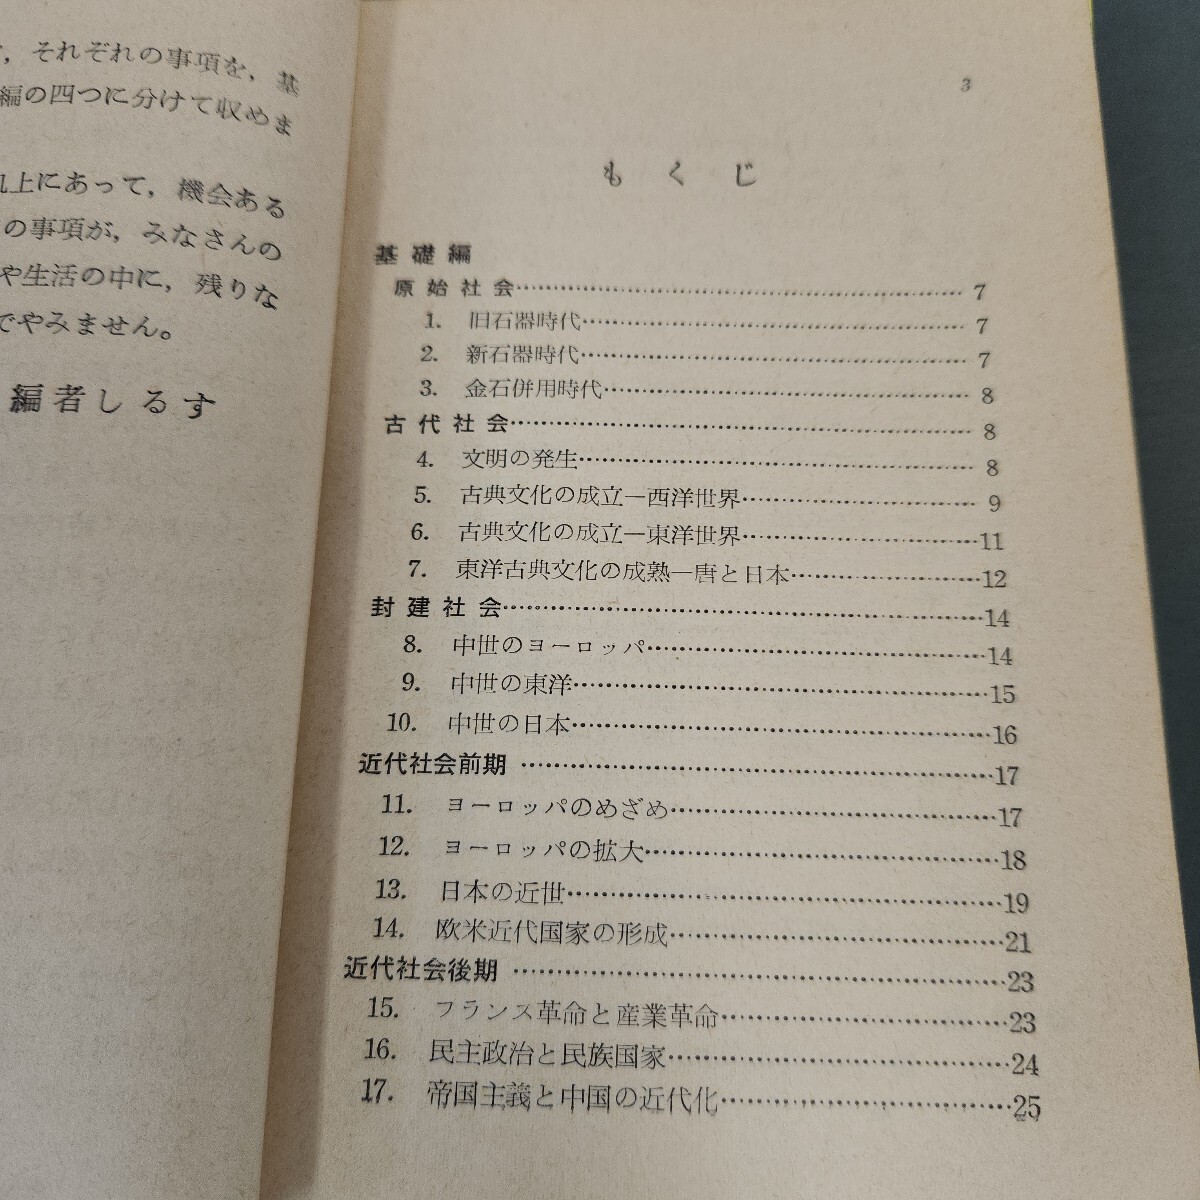 ，それぞれの事項を，基
編の四つに分けて収めま
机上にあって，機会ある
の事項が，みなさんの
や生活の中に，残りな
でやみません。
編者しるす
3
もくじ
基礎編
原始社会……………………………………7
1. 旧石器時代……………………………………7
2. 新石器時代……………………………………7
3. 金石併用時代……………………………………8
古代社会……………………………………8
4. 文明の発生……………………………………8
5. 古典文化の成立―西洋世界……………………9
6. 古典文化の成立―東洋世界……………………11
7. 東洋古典文化の成熟―唐と日本………………12
封建社会……………………………………14
8. 中世のヨーロッパ……………………………14
9. 中世の東洋……………………………………15
10. 中世の日本……………………………………16
近代社会前期……………………………………17
11. ヨーロッパのめざめ…………………………17
12. ヨーロッパの拡大……………………………18
13. 日本の近世……………………………………19
14. 欧米近代国家の形成…………………………21
近代社会後期……………………………………23
15. フランス革命と産業革命……………………23
16. 民主政治と民族国家…………………………24
17. 帝国主義と中国の近代化……………………25